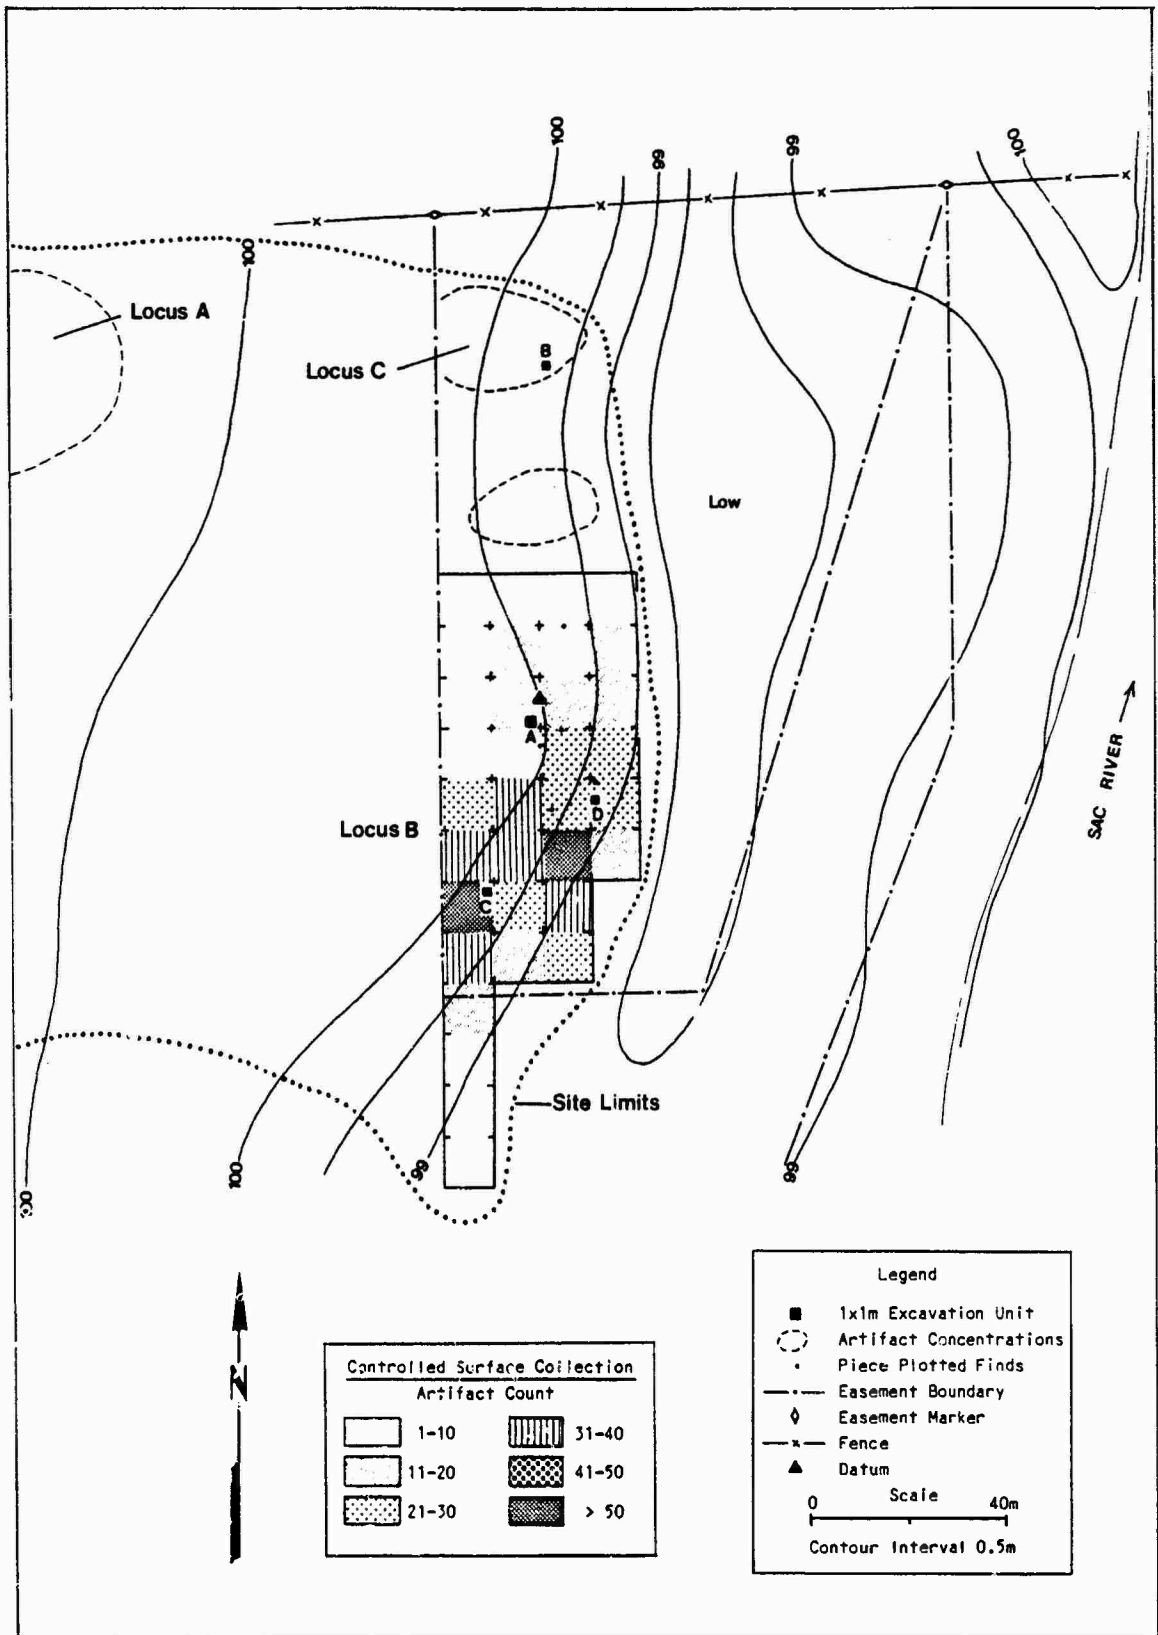 100
99
99
100
100
Locus A
Locus C
B
Low
A
D
Locus B
C
SAC RIVER
Site Limits
100
100
99
99
N
Controlled Surface Collection
Artifact Count
1-10
31-40
11-20
41-50
21-30
> 50
Legend
1x1m Excavation Unit
Artifact Concentrations
Piece Plotted Finds
Easement Boundary
Easement Marker
Fence
Datum
Scale
0 40m
Contour Interval 0.5m